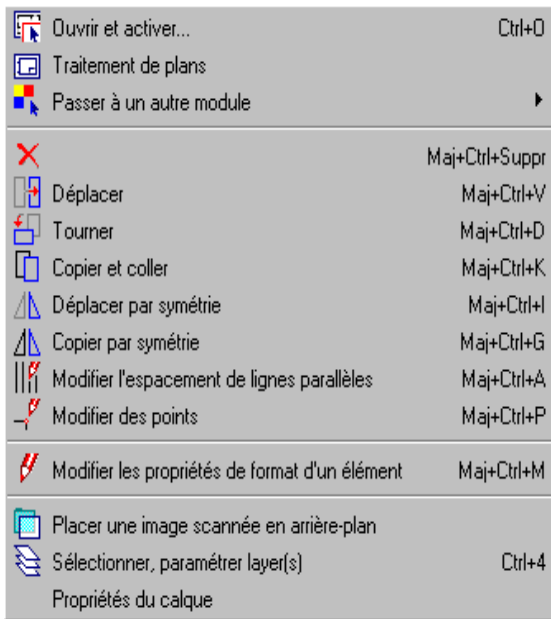 Ouvrir et activer... Ctrl+O
Traitement de plans
Passer à un autre module
Maj+Ctrl+Suppr
Déplacer Maj+Ctrl+V
Tourner Maj+Ctrl+D
Copier et coller Maj+Ctrl+K
Déplacer par symétrie Maj+Ctrl+I
Copier par symétrie Maj+Ctrl+G
Modifier l'espacement de lignes parallèles Maj+Ctrl+A
Modifier des points Maj+Ctrl+P
Modifier les propriétés de format d'un élément Maj+Ctrl+M
Placer une image scannée en arrière-plan
Sélectionner, paramétrer layer(s) Ctrl+4
Propriétés du calque